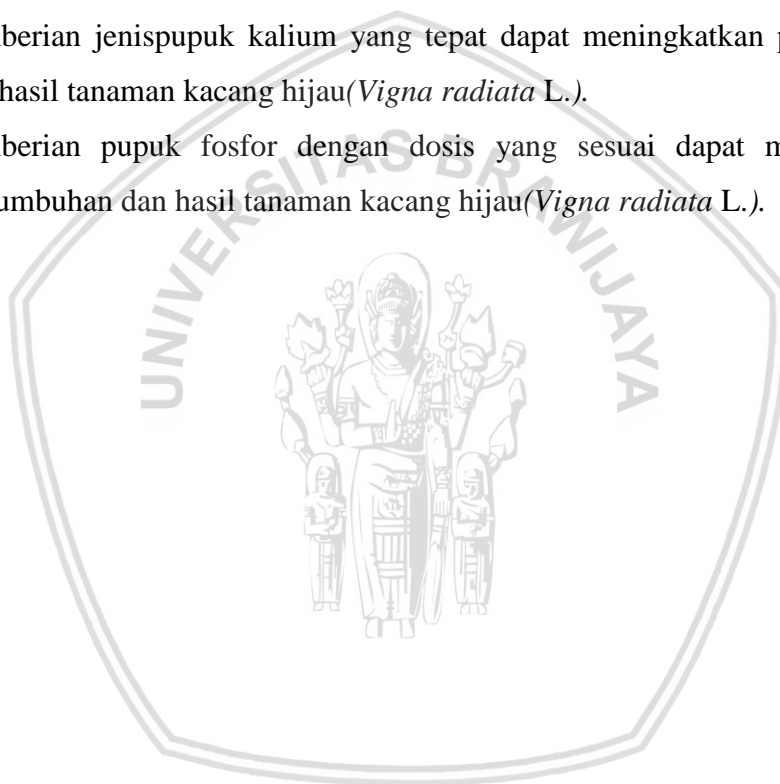 berian jenispupuk kalium yang tepat dapat meningkatkan p
hasil tanaman kacang hijau(Vigna radiata L.).
berian pupuk fosfor dengan dosis yang sesuai dapat m
umbuhan dan hasil tanaman kacang hijau(Vigna radiata L.).
UNIVERSITAS BRAWIJAYA